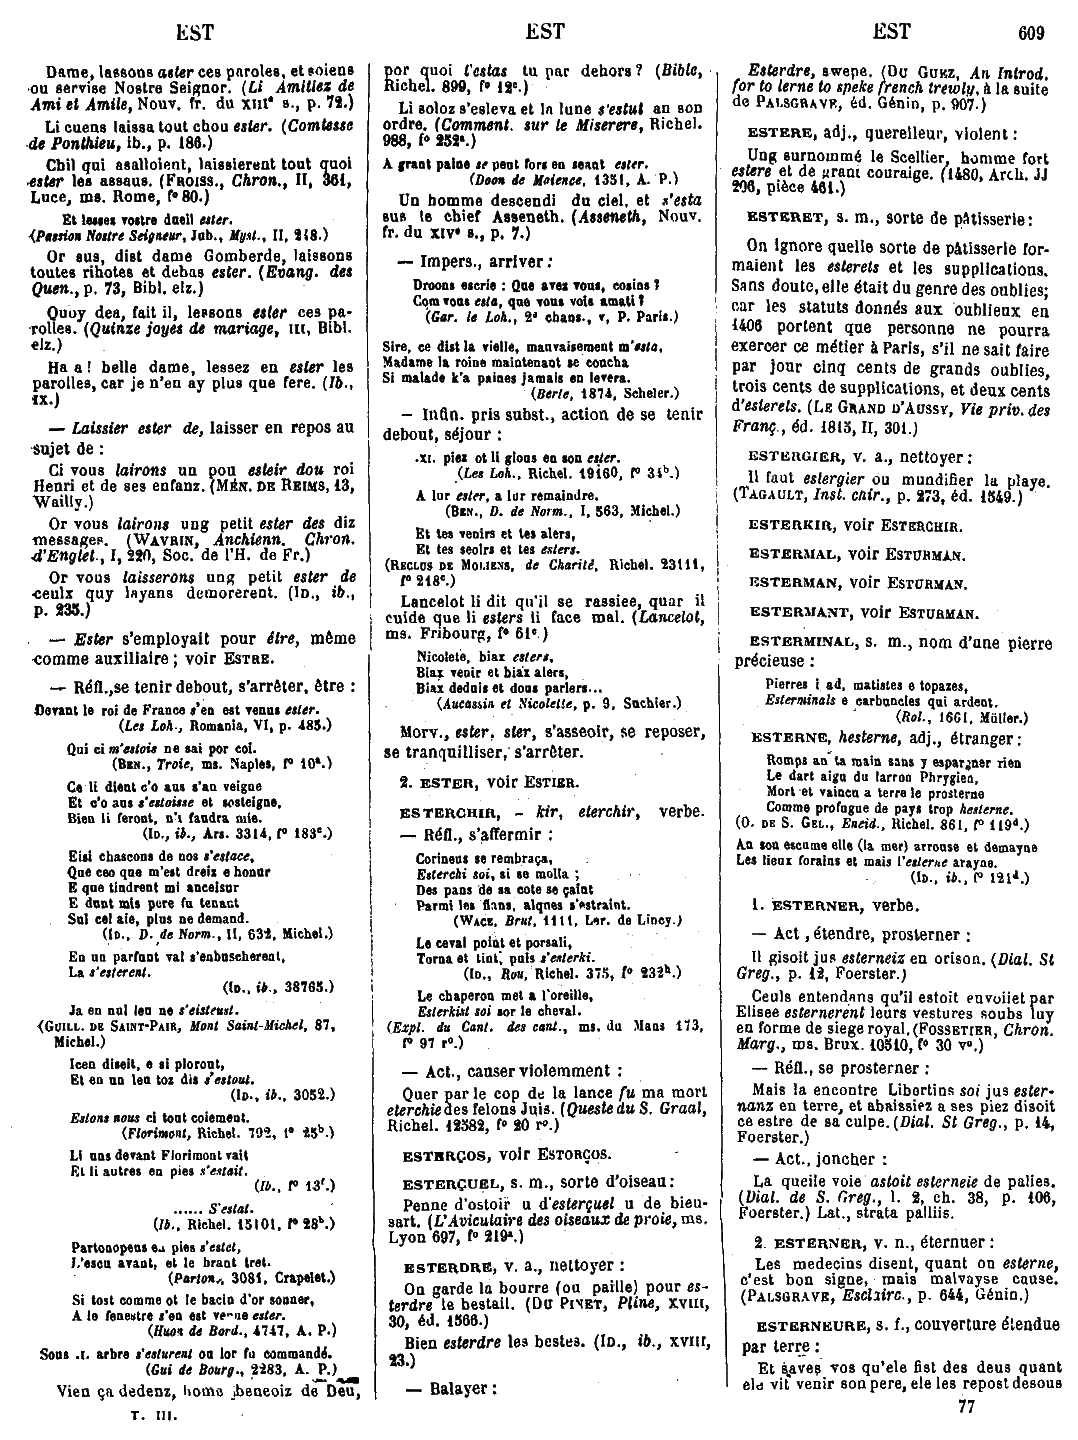 EST
EST
EST
609
Dame, lassons aster ces paroles, et soiens
ou servise Nostre Seignor. (Li Amitiez de
Ami et Amile, Nouv. fr. du XIIIe s., p. 72.)
Li cuens laissa tout chou ester. (Comtesse
de Ponthieu, ib., p. 186.)
Chil qui asalloient, laissierent tout quoi
ester les assaus. (FROISS., Chron., II, 361,
Luce, ms. Rome, fº 80.)
Et lesses vostre duell ester.
(Passion Nostre Seigneur, Jub., Myst., II, 218.)
Or sus, dist dame Gomberde, laissons
toutes rihotes et debas ester. (Evang. des
Quen., p. 73, Bibl. elz.)
Quoy dea, fait il, lessons ester ces pa-
rolles. (Quinze joyes de mariage, III, Bibl.
elz.)
Ha a ! belle dame, lessez en ester les
parolles, car je n'en ay plus que fere. (Ib.,
IX.)
— Laissier ester de, laisser en repos au
sujet de :
Ci vous lairons un pou esteir dou roi
Henri et de ses enfanz. (MÉN. DE REIMS, 13,
Wailly.)
Or vous lairons ung petit ester des diz
messages. (WAVRIN, Anchienn. Chron.
d'Englet., I, 220, Soc. de l'H. de Fr.)
Or vous laisserons ung petit ester de
ceulx quy layans demorerent. (ID., ib.,
p. 235.)
— Ester s'employait pour être, même
comme auxiliaire ; voir ESTRE.
— Réfl., se tenir debout, s'arrêter, être :
Devant le roi de France s'en est venus ester.
(Les Loh., Romania, VI, p. 485.)
Qui ci m'estois ne sai por coi.
(BEN., Troie, ms. Naples, fº 10a.)
Ce li dient c'o aus s'an veigne
Et c'o aus s'estoisse et sosteigne,
Bien li feront, n'i faudra mie.
(ID., ib., Ars. 3314, fº 183c.)
Eisi chascons de nos s'estace,
Que ceo que m'est dreiz e honur
E que tindrent mi ancelsur
E dunt mis pere fu tenact
Sul cel aie, plus ne demand.
(ID., D. de Norm., II, 632, Michel.)
En un parfunt val s'enbuscherent,
La s'esterent.
(ID., ib., 38765.)
Ja en nul leu ne s'eisteust.
(GUILL. DE SAINT-PAIR, Mont Saint-Michel, 87,
Michel.)
Icen diseit, e si ploront,
Et en un leu toz dis s'estout.
(ID., ib., 3052.)
Estons nous ci tout coiement.
(Florimont, Richel. 792, fº 25b.)
Li uns devant Florimont vait
Et li autres en pies s'estait.
(Ib., fº 13f.)
...... S'estal.
(Ib., Richel. 15101, fº 28b.)
Partonopeus en pies s'estet,
L'escu avant, et le brant tret.
(Parton., 3081, Crapelet.)
Si tost comme ot le bacin d'or sonner,
A le fenestre s'en est venue ester.
(Huon de Bord., 4747, A. P.)
Sous .I. arbre s'esturent ou lor fu commandé.
(Gui de Bourg., 2283, A. P.)
Vien ça dedenz, home beneoiz de Deu,
T. III.
por quoi t'estas tu par dehors ? (Bible,
Richel. 899, fº 12c.)
Li soloz s'esleva et la lune s'estut an son
ordre. (Comment. sur le Miserere, Richel.
988, fº 252a.)
A grant paine se peut fors en seant ester.
(Doon de Maience, 1351, A. P.)
Un homme descendi du ciel, et s'esta
sus le chief Asseneth. (Asseneth, Nouv.
fr. du XIVe s., p. 7.)
— Impers., arriver :
Droons escrie : Que avez vous, cosins ?
Com vous esta, que vous vois amati ?
(Gar. le Loh., 2e chans., v, P. Paris.)
Sire, ce dist la vielle, mauvaisement m'esta,
Madame la roine maintenant se coucha
Si malade k'a paines jamais en levera.
(Berte, 1874, Scheler.)
— Infin. pris subst., action de se tenir
debout, séjour :
.XI. piez ot li glous en son ester.
(Les Loh., Richel. 19160, fº 34b.)
A lur ester, a lur remaindre.
(BEN., D. de Norm., I, 563, Michel.)
Et tes venirs et tes alers,
Et tes seoirs et tes esters.
(RECLUS DE MOLIENS, de Charité, Richel. 23111,
fº 218c.)
Lancelot li dit qu'il se rassiee, quar il
cuide que li esters li face mal. (Lancelot,
ms. Fribourg, fº 61c.)
Nicolete, biax esters,
Biax venir et biax alers,
Biax deduis et dous parlers...
(Aucassin et Nicolette, p. 9, Suchier.)
Morv., ester, ster, s'asseoir, se reposer,
se tranquilliser, s'arrêter.
2. ESTER, voir ESTIER.
ESTERCHIR, - kir, eterchir, verbe.
— Réfl., s'affermir :
Corineus se rembraça,
Esterchi soi, si se molla ;
Des pans de sa cote se çaint
Parmi les flans, alques s'estraint.
(WACE, Brut, 1111, Ler. de Lincy.)
Le ceval point et porsali,
Torna et tint, puis s'esterki.
(ID., Rou, Richel. 375, fº 232h.)
Le chaperon met a l'oreille,
Esterkist soi sor le cheval.
(Expl. du Cant. des cant., ms. du Mans 173,
fº 97 rº.)
— Act., causer violemment :
Quer par le cop de la lance fu ma mort
eterchie des felons Juis. (Queste du S. Graal,
Richel. 12582, fº 20 rº.)
ESTERÇOS, voir ESTORÇOS.
ESTERÇUEL, s. m., sorte d'oiseau :
Penne d'ostoir u d'esterçuel u de bieu-
sart. (L'Aviculaire des oiseaux de proie, ms.
Lyon 697, fº 219a.)
ESTERDRE, v. a., nettoyer :
On garde la bourre (ou paille) pour es-
terdre le bestail. (DU PINET, Pline, XVIII,
30, éd. 1566.)
Bien esterdre les bestes. (ID., ib., XVIII,
23.)
— Balayer :
Esterdre, swepe. (DU GUEZ, An Introd.
for to lerne to speke french trewly, à la suite
de PALSGRAVE, éd. Génin, p. 907.)
ESTERE, adj., querelleur, violent :
Ung surnommé le Scellier, homme fort
estere et de grant couraige. (1480, Arch. JJ
206, pièce 461.)
ESTERET, s. m., sorte de pâtisserie :
On ignore quelle sorte de pâtisserie for-
maient les esterets et les supplications.
Sans doute, elle était du genre des oublies;
car les statuts donnés aux oublieux en
1406 portent que personne ne pourra
exercer ce métier à Paris, s'il ne sait faire
par jour cinq cents de grands oublies,
trois cents de supplications, et deux cents
d'esterels. (LE GRAND D'AUSSY, Vie priv. des
Franç., éd. 1815, II, 301.)
ESTERGIER, v. a., nettoyer :
Il faut estergier ou mundifier la playe.
(TAGAULT, Inst. chir., p. 273, éd. 1549.)
ESTERKIR, voir ESTERCHIR.
ESTERMAL, voir ESTURMAN.
ESTERMAN, voir ESTURMAN.
ESTERMANT, voir ESTURMAN.
ESTERMINAL, s. m., nom d'une pierre
précieuse :
Pierres i ad, matistes e topazes,
Esterminals e carbuncles qui ardent.
(Rol., 1661, Müller.)
ESTERNE, hesterne, adj., étranger :
Romps an ta main sans y espargner rien
Le dart aigu du larron Phrygien,
Mort et vaincu a terre le prosterne
Comme profugue de pays trop hesterne.
(O. DE S. GEL., Eneid., Richel. 861, fº 119d.)
An son escume elle (la mer) arrouse et demayne
Les lieux forains et mais l'esterne arayne.
(ID., ib., fº 121d.)
1. ESTERNER, verbe.
— Act , étendre, prosterner :
Il gisoit jus esterneiz en orison. (Dial. St
Greg., p. 12, Foerster.)
Ceuls entendans qu'il estoit envoiiet par
Elisee esternerent leurs vestures soubs luy
en forme de siege royal. (FOSSETIER, Chron.
Marg., ms. Brux. 10510, fº 30 vº.)
— Réfl., se prosterner :
Mais la encontre Libertins soi jus ester-
nanz en terre, et abaissiez a ses piez disoit
ce estre de sa culpe. (Dial. St Greg., p. 14,
Foerster.)
— Act., joncher :
La queile voie astoit esterneie de palies.
(Dial. de S. Greg., l. 2, ch. 38, p. 106,
Foerster.) Lat., strata palliis.
2. ESTERNER, v. n., éternuer :
Les medecins disent, quant on esterne,
c'est bon signe, mais malvayse cause.
(PALSGRAVE, Esclairc., p. 644, Génin.)
ESTERNEURE, s. f., couverture étendue
par terre :
Et saves vos qu'ele fist des deus quant
ele vit venir son pere, ele les repost desous
77